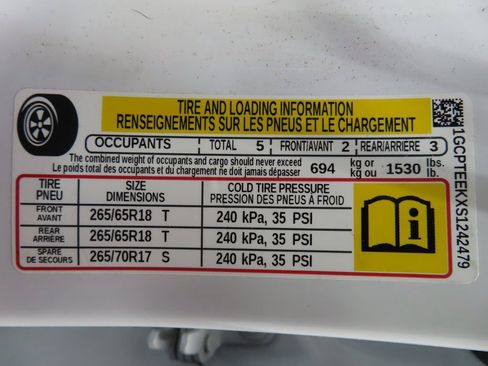 TIRE AND LOADING INFORMATION
RENSEIGNEMENTS SUR LES PNEUS ET LE CHARGEMENT
OCCUPANTS TOTAL 5 FRONT/AVANT 2 REAR/ARRIÈRE 3
The combined weight of occupants and cargo should never exceed
Le poids total des occupants et du chargement ne doit jamais dépasser
694 kg or
kg ou 1530 lbs.
lb.
TIRE
PNEU
SIZE
DIMENSIONS
COLD TIRE PRESSURE
PRESSION DES PNEUS À FROID
FRONT
AVANT
265/65R18 T
240 kPa, 35 PSI
REAR
ARRIÈRE
265/65R18 T
240 kPa, 35 PSI
SPARE
DE SECOURS
265/70R17 S
240 kPa, 35 PSI
1GCPTEEKXS1242479